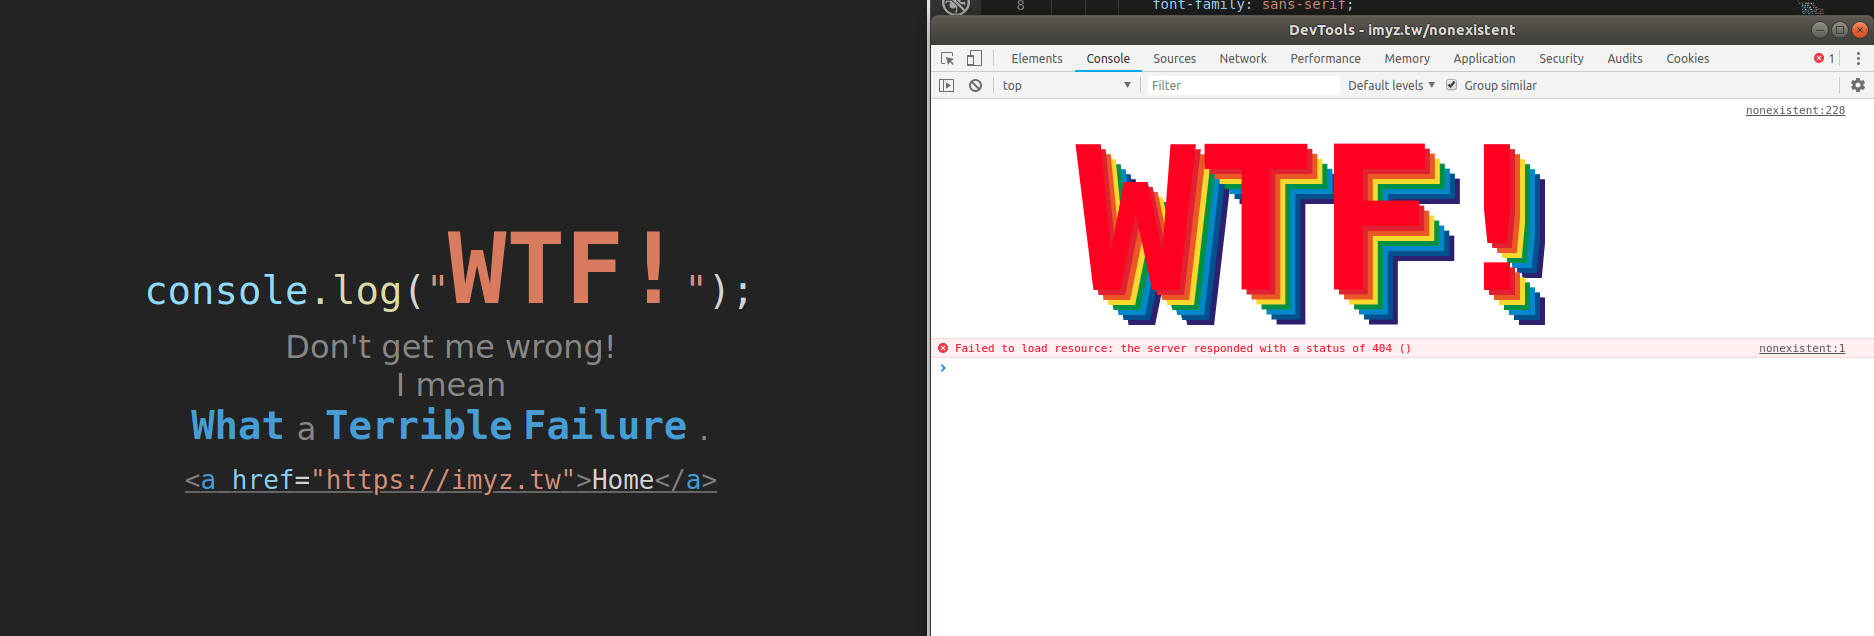 console.log("WTF!");
Don't get me wrong!
I mean
What a Terrible Failure .
<a href="https://imyz.tw">Home</a>
8 font-family: sans-serif;
DevTools - imyz.tw/nonexistent
Elements Console Sources Network Performance Memory Application Security Audits Cookies 1
top Filter Default levels Group similar
nonexistent:228
WTF!
Failed to load resource: the server responded with a status of 404 () nonexistent:1